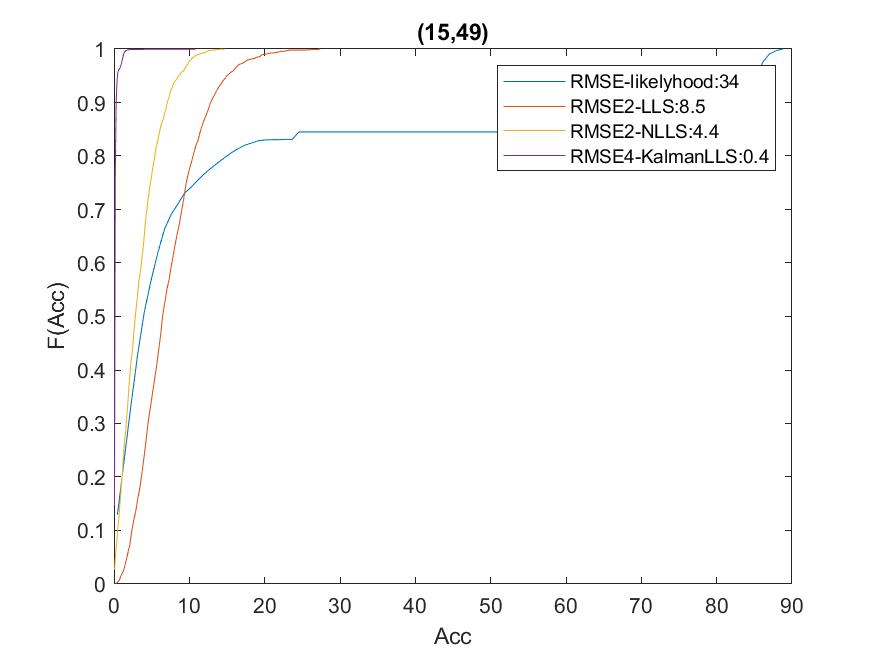 (15,49)
1
0.9
0.8
0.7
0.6
0.5
0.4
0.3
0.2
0.1
0
F(Acc)
RMSE-likelyhood:34
RMSE2-LLS:8.5
RMSE2-NLLS:4.4
RMSE4-KalmanLLS:0.4
0 10 20 30 40 50 60 70 80 90
Acc